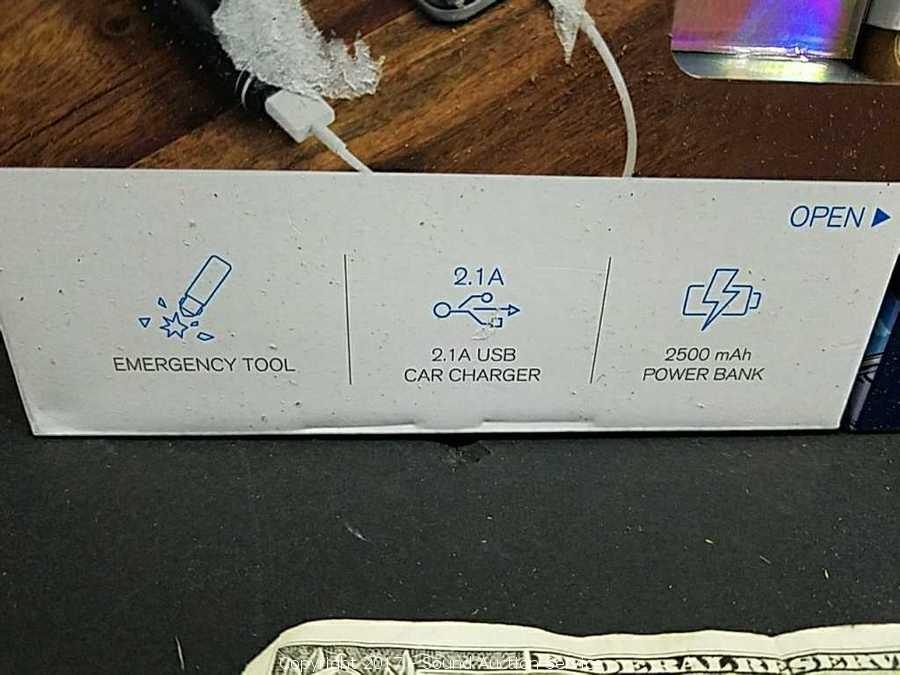 OPEN
2.1A
EMERGENCY TOOL
2.1A USB
CAR CHARGER
2500 mAh
POWER BANK
FEDERAL RESERV
Copyright 2017 - Sound Auction Service